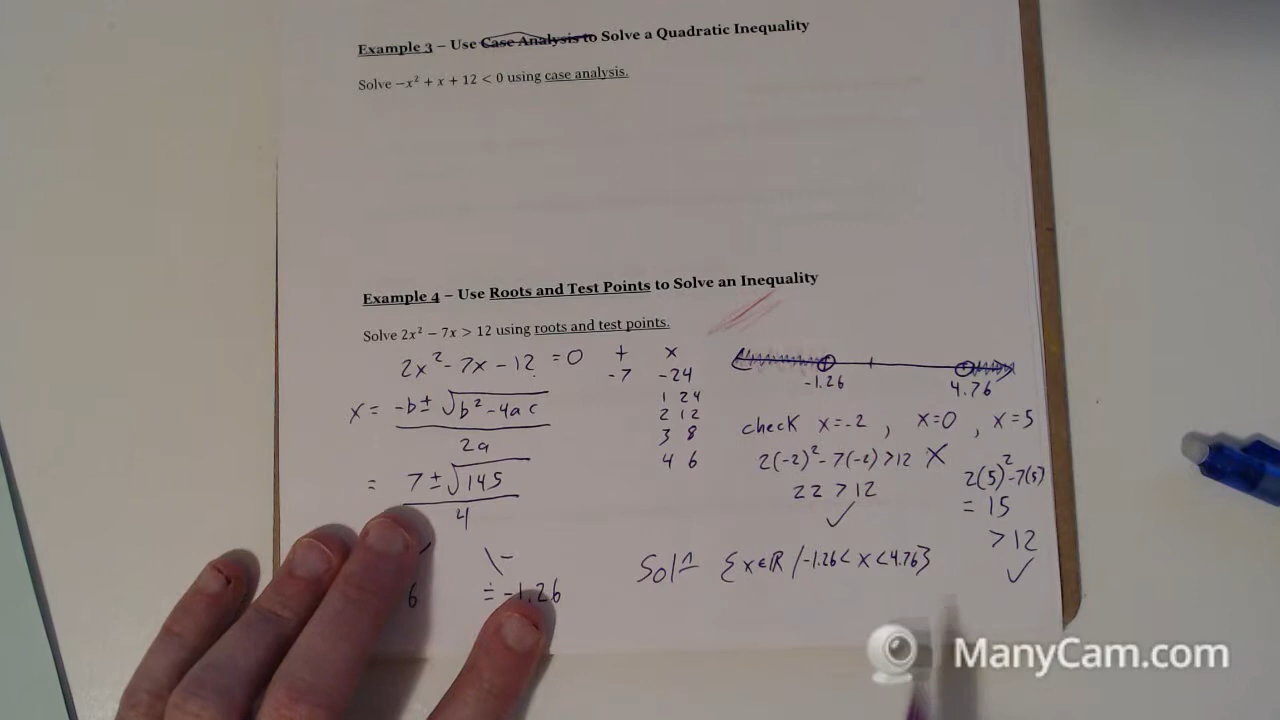 Example 3 – Use Case Analysis to Solve a Quadratic Inequality
Solve −x² + x + 12 < 0 using case analysis.
Example 4 – Use Roots and Test Points to Solve an Inequality
Solve 2x² − 7x > 12 using roots and test points.
2x² - 7x - 12 = 0
x = -b ± √b² - 4ac
2a
= 7 ± √145
4
6
≐ -1.26
+ x
-7 -24
1 24
2 12
3 8
4 6
-1.26 4.76
check x=-2, x=0, x=5
2(-2)² - 7(-2) > 12 X
22 > 12
✓
2(5)² - 7(5)
= 15
> 12
✓
Solⁿ {x∈R / -1.26 < x < 4.76}
ManyCam.com